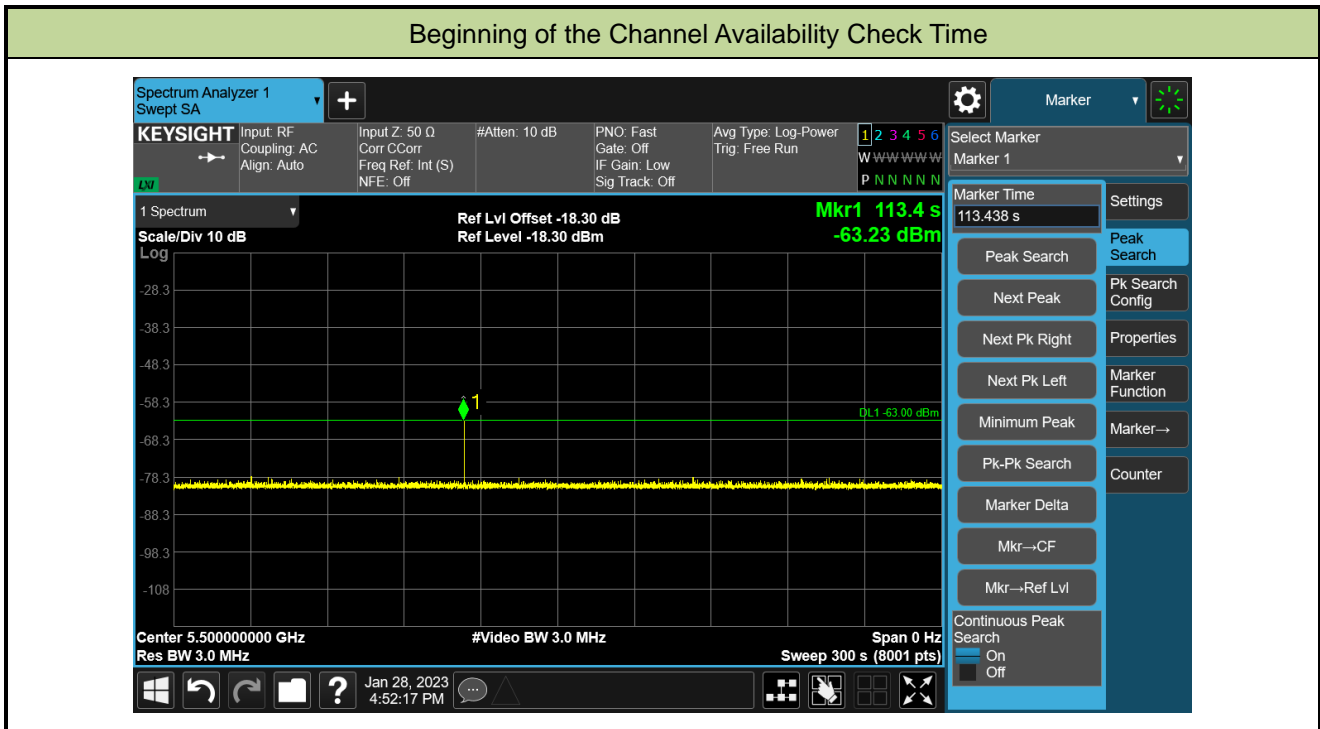 Beginning of the Channel Availability Check Time
Spectrum Analyzer 1
Swept SA
Marker
KEYSIGHT
LXI
Input: RF
Coupling: AC
Align: Auto
Input Z: 50 Ω
Corr CCorr
Freq Ref: Int (S)
NFE: Off
#Atten: 10 dB
PNO: Fast
Gate: Off
IF Gain: Low
Sig Track: Off
Avg Type: Log-Power
Trig: Free Run
1 2 3 4 5 6
W W W W W W
P N N N N N
Select Marker
Marker 1
1 Spectrum
Scale/Div 10 dB
Log
Ref Lvl Offset -18.30 dB
Ref Level -18.30 dBm
Mkr1 113.4 s
-63.23 dBm
-28.3
-38.3
-48.3
-58.3
-68.3
-78.3
-88.3
-98.3
-108
1
DL1 -63.00 dBm
Center 5.500000000 GHz
Res BW 3.0 MHz
#Video BW 3.0 MHz
Span 0 Hz
Sweep 300 s (8001 pts)
Marker Time
113.438 s
Peak Search
Next Peak
Next Pk Right
Next Pk Left
Minimum Peak
Pk-Pk Search
Marker Delta
Mkr→CF
Mkr→Ref Lvl
Continuous Peak
Search
On
Off
Settings
Peak
Search
Pk Search
Config
Properties
Marker
Function
Marker→
Counter
?
Jan 28, 2023
4:52:17 PM